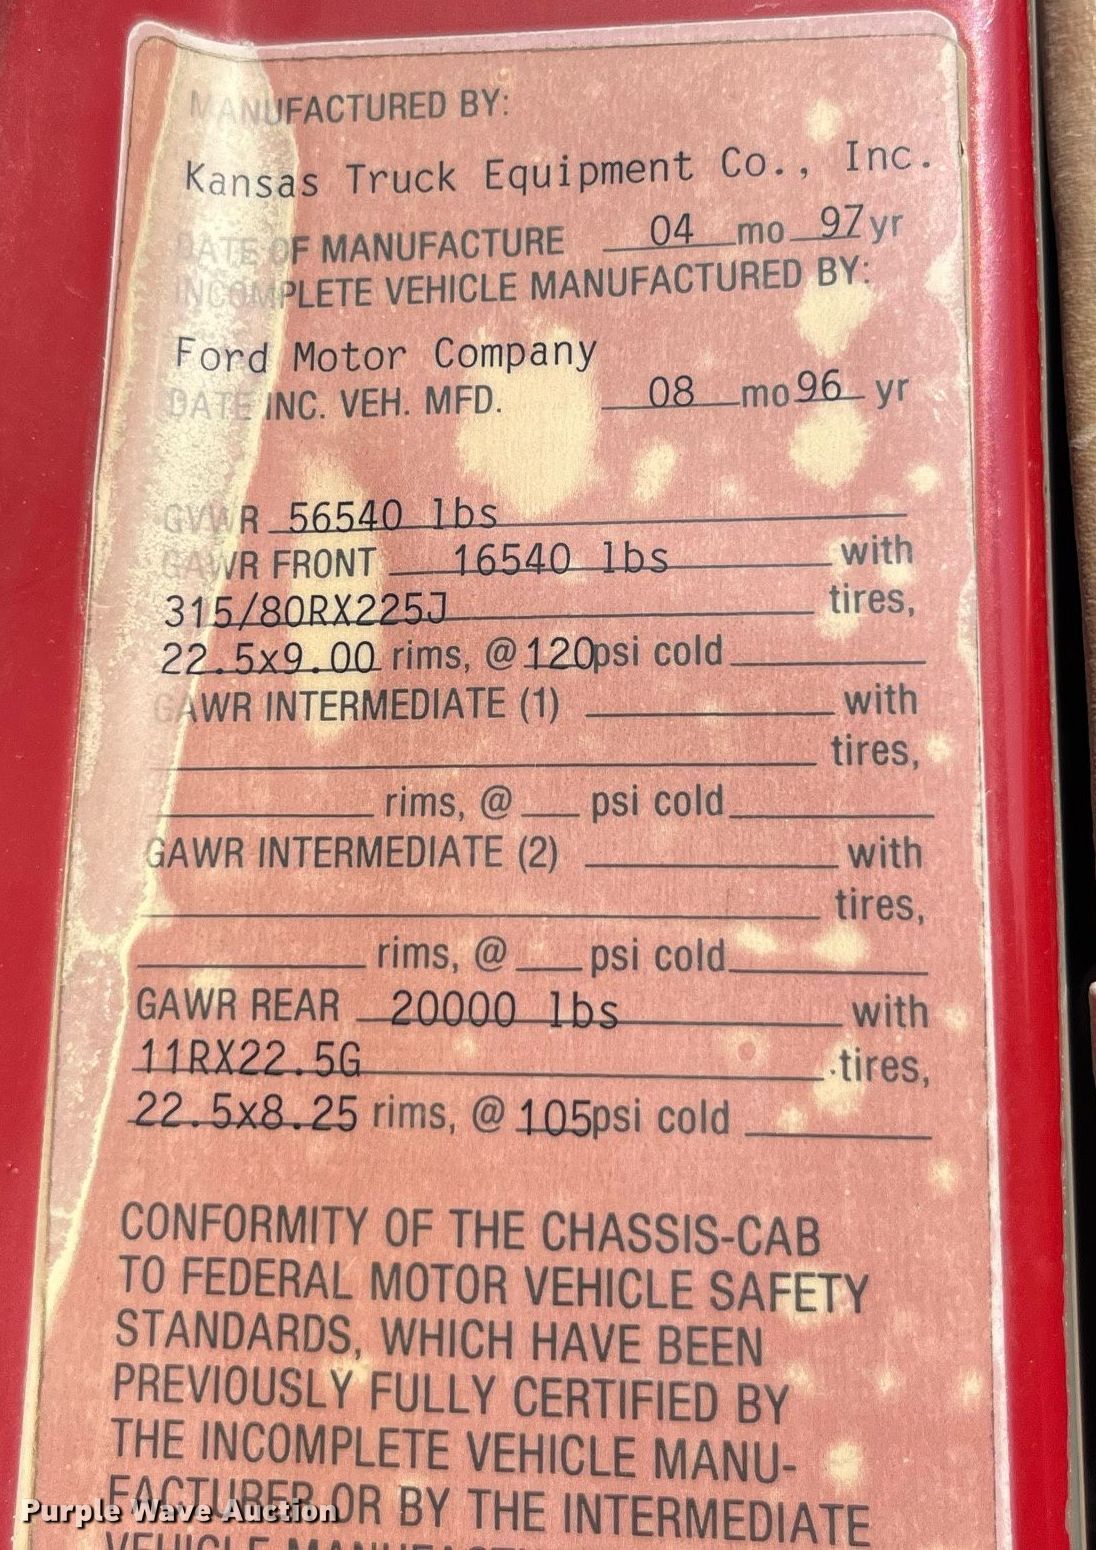 MANUFACTURED BY:
Kansas Truck Equipment Co., Inc.
DATE OF MANUFACTURE 04 mo 97 yr
INCOMPLETE VEHICLE MANUFACTURED BY:
Ford Motor Company
DATE INC. VEH. MFD. 08 mo 96 yr
GVWR 56540 lbs
GAWR FRONT 16540 lbs with
315/80RX225J tires,
22.5x9.00 rims, @ 120psi cold
GAWR INTERMEDIATE (1) with
tires,
rims, @ psi cold
GAWR INTERMEDIATE (2) with
tires,
rims, @ psi cold
GAWR REAR 20000 lbs with
11RX22.5G tires,
22.5x8.25 rims, @ 105psi cold
CONFORMITY OF THE CHASSIS-CAB
TO FEDERAL MOTOR VEHICLE SAFETY
STANDARDS, WHICH HAVE BEEN
PREVIOUSLY FULLY CERTIFIED BY
THE INCOMPLETE VEHICLE MANU-
FACTURER OR BY THE INTERMEDIATE
Purple Wave Auction
VEHICLE